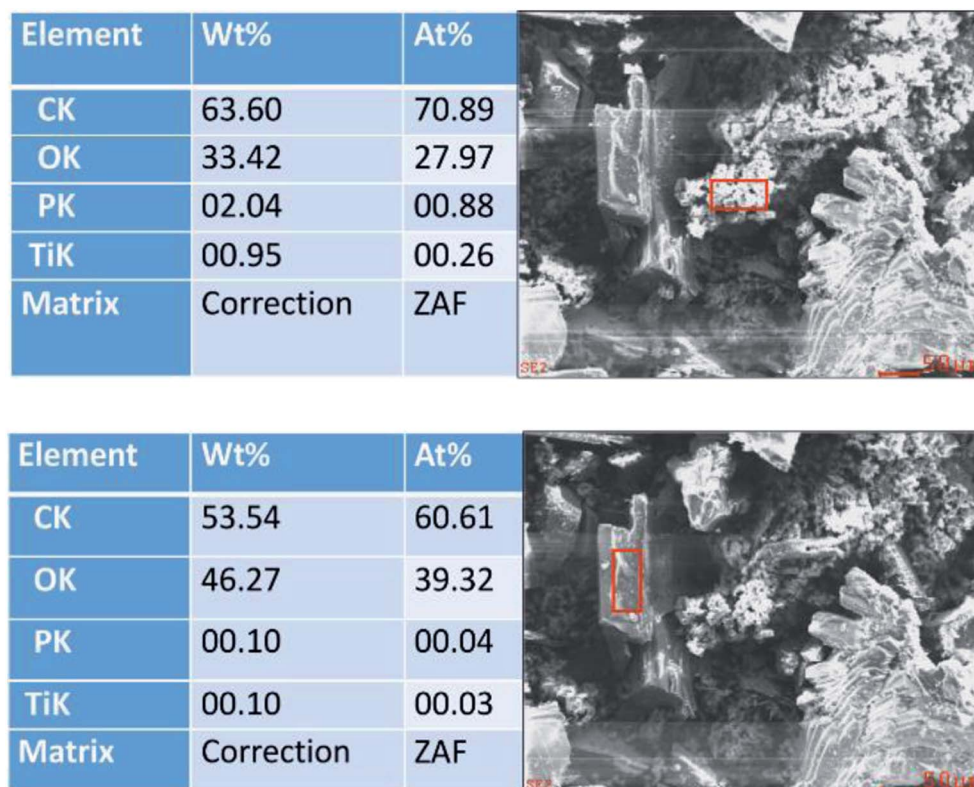 Element Wt% At%
CK 63.60 70.89
OK 33.42 27.97
PK 02.04 00.88
TiK 00.95 00.26
Matrix Correction ZAF
SE2 50µm
Element Wt% At%
CK 53.54 60.61
OK 46.27 39.32
PK 00.10 00.04
TiK 00.10 00.03
Matrix Correction ZAF
50µm